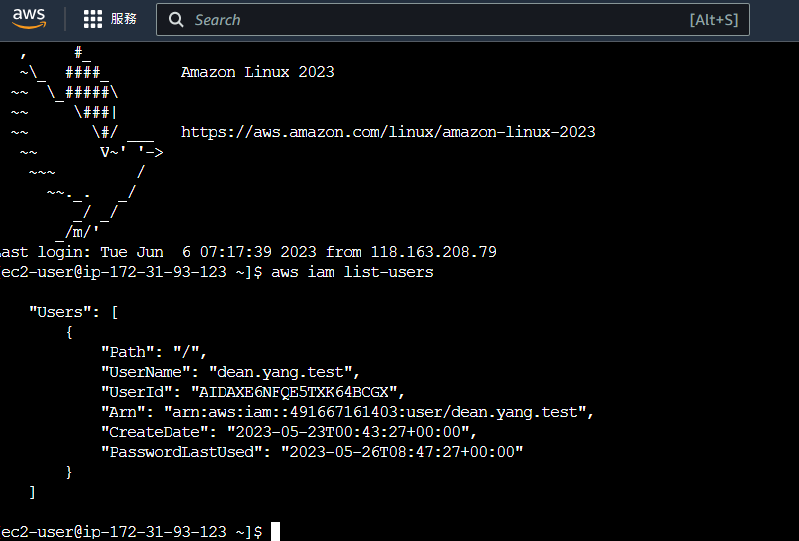 aws 服務 Search [Alt+S]
,     #_
~\_  ####_        Amazon Linux 2023
~~  \_#####\
~~     \###|
~~       \#/ ___   https://aws.amazon.com/linux/amazon-linux-2023
~~       V~' '->
~~~         /
~~._.   _/
_/ _/
_/m/'
ast login: Tue Jun  6 07:17:39 2023 from 118.163.208.79
ec2-user@ip-172-31-93-123 ~]$ aws iam list-users
"Users": [
{
"Path": "/",
"UserName": "dean.yang.test",
"UserId": "AIDAXE6NFQE5TXK64BCGX",
"Arn": "arn:aws:iam::491667161403:user/dean.yang.test",
"CreateDate": "2023-05-23T00:43:27+00:00",
"PasswordLastUsed": "2023-05-26T08:47:27+00:00"
}
]
ec2-user@ip-172-31-93-123 ~]$